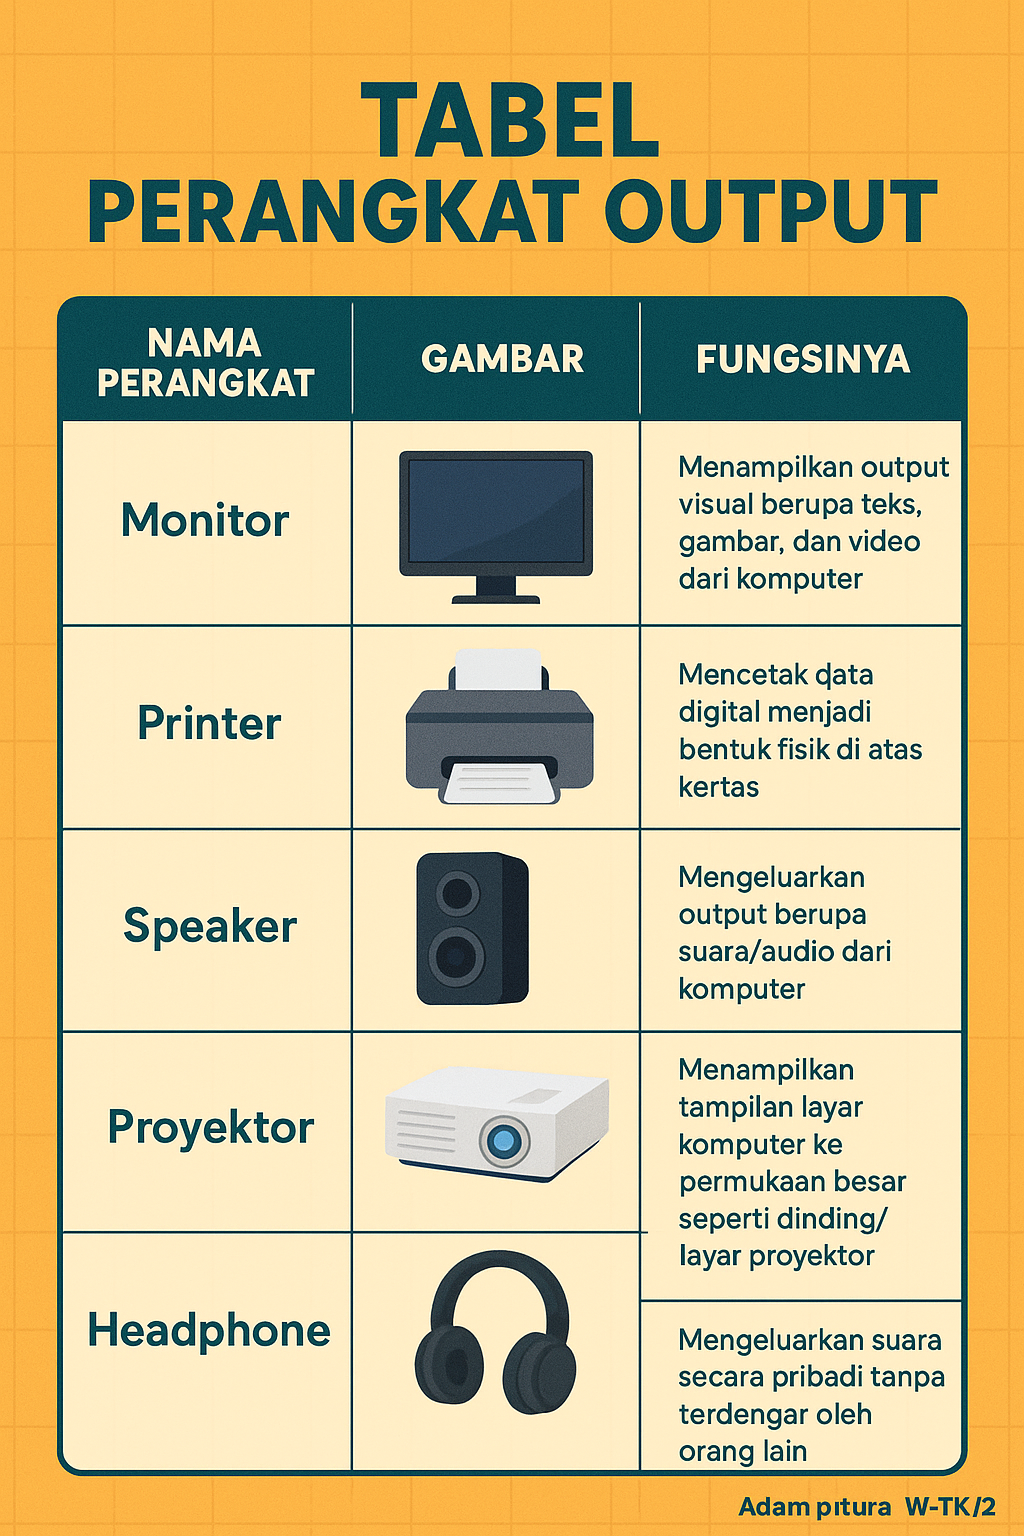 TABEL
PERANGKAT OUTPUT
NAMA
PERANGKAT
GAMBAR
FUNGSINYA
Monitor
Menampilkan output
visual berupa teks,
gambar, dan video
dari komputer
Printer
Mencetak data
digital menjadi
bentuk fisik di atas
kertas
Speaker
Mengeluarkan
output berupa
suara/audio dari
komputer
Proyektor
Menampilkan
tampilan layar
komputer ke
permukaan besar
seperti dinding/
layar proyektor
Headphone
Mengeluarkan suara
secara pribadi tanpa
terdengar oleh
orang lain
Adam pıtura W-TK/2